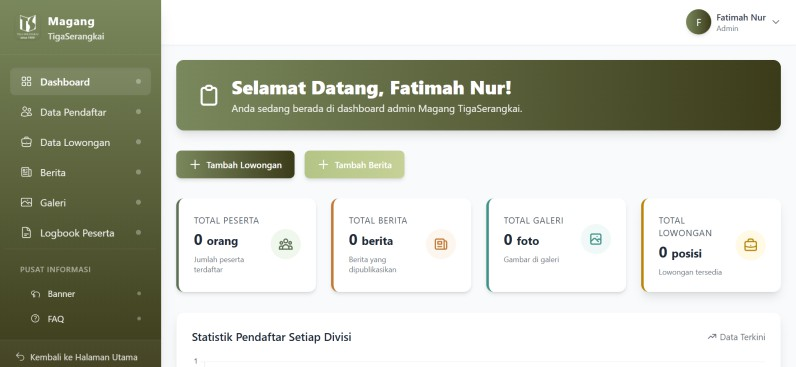 Magang
TigaSerangkai
Dashboard
Data Pendaftar
Data Lowongan
Berita
Galeri
Logbook Peserta
PUSAT INFORMASI
Banner
FAQ
Kembali ke Halaman Utama
F
Fatimah Nur
Admin
Selamat Datang, Fatimah Nur!
Anda sedang berada di dashboard admin Magang TigaSerangkai.
Tambah Lowongan
Tambah Berita
TOTAL PESERTA
0 orang
Jumlah peserta
terdaftar
TOTAL BERITA
0 berita
Berita yang
dipublikasikan
TOTAL GALERI
0 foto
Gambar di galeri
TOTAL
LOWONGAN
0 posisi
Lowongan tersedia
Statistik Pendaftar Setiap Divisi
Data Terkini
1